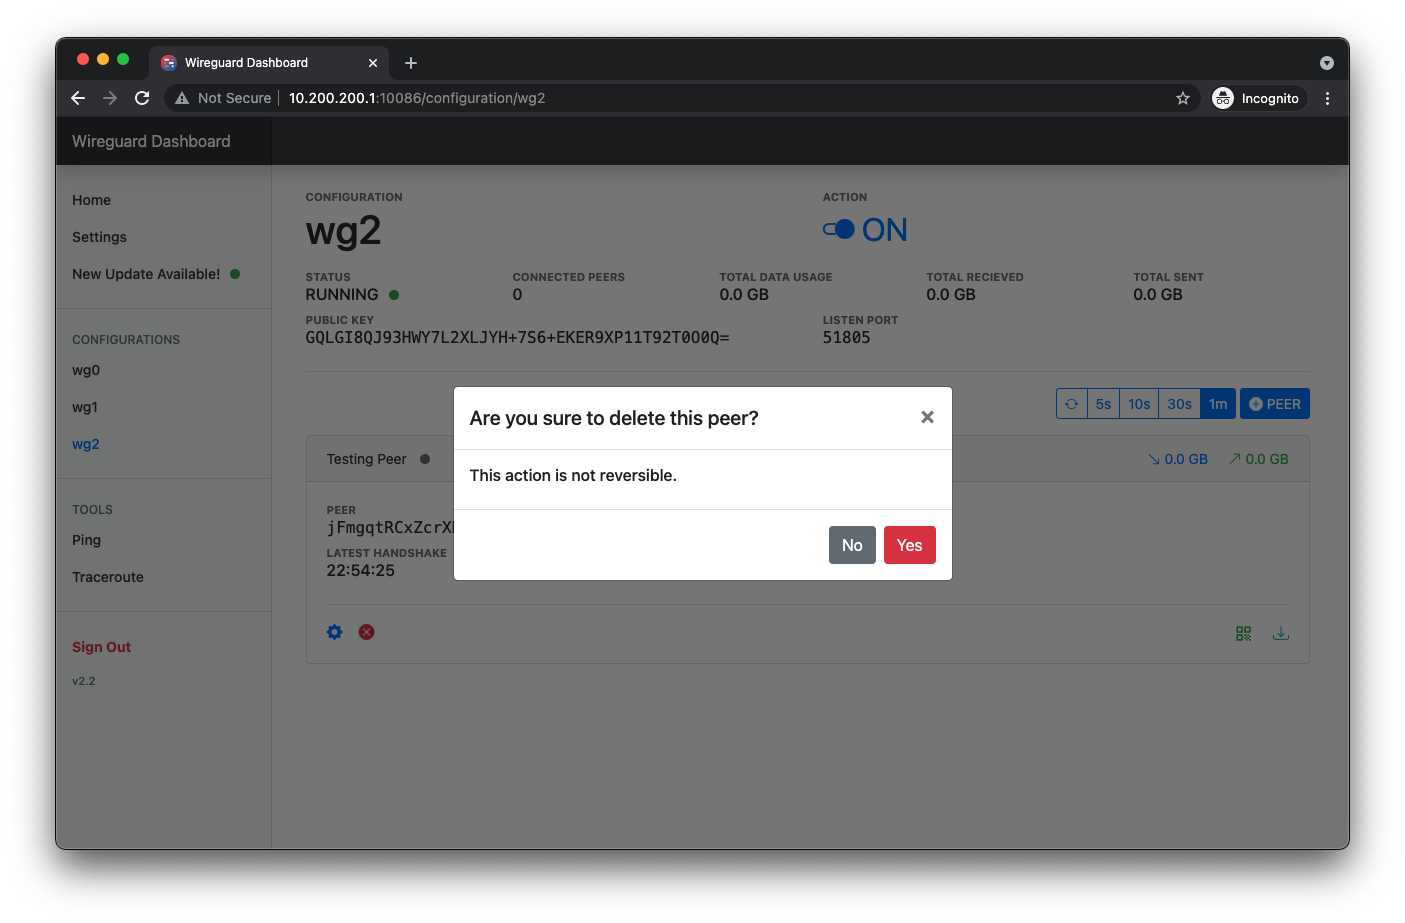 Wireguard Dashboard
Not Secure 10.200.200.1:10086/configuration/wg2 Incognito
Wireguard Dashboard
Home
Settings
New Update Available!
CONFIGURATIONS
wg0
wg1
wg2
TOOLS
Ping
Traceroute
Sign Out
v2.2
CONFIGURATION
wg2
ACTION
ON
STATUS
RUNNING
CONNECTED PEERS
0
TOTAL DATA USAGE
0.0 GB
TOTAL RECIEVED
0.0 GB
TOTAL SENT
0.0 GB
PUBLIC KEY
GQLGI8QJ93HWY7L2XLJYH+7S6+EKER9XP11T92T0O0Q=
LISTEN PORT
51805
5s 10s 30s 1m PEER
Testing Peer 0.0 GB 0.0 GB
PEER
jFmgqtRCxZcrX
LATEST HANDSHAKE
22:54:25
Are you sure to delete this peer?
This action is not reversible.
No Yes